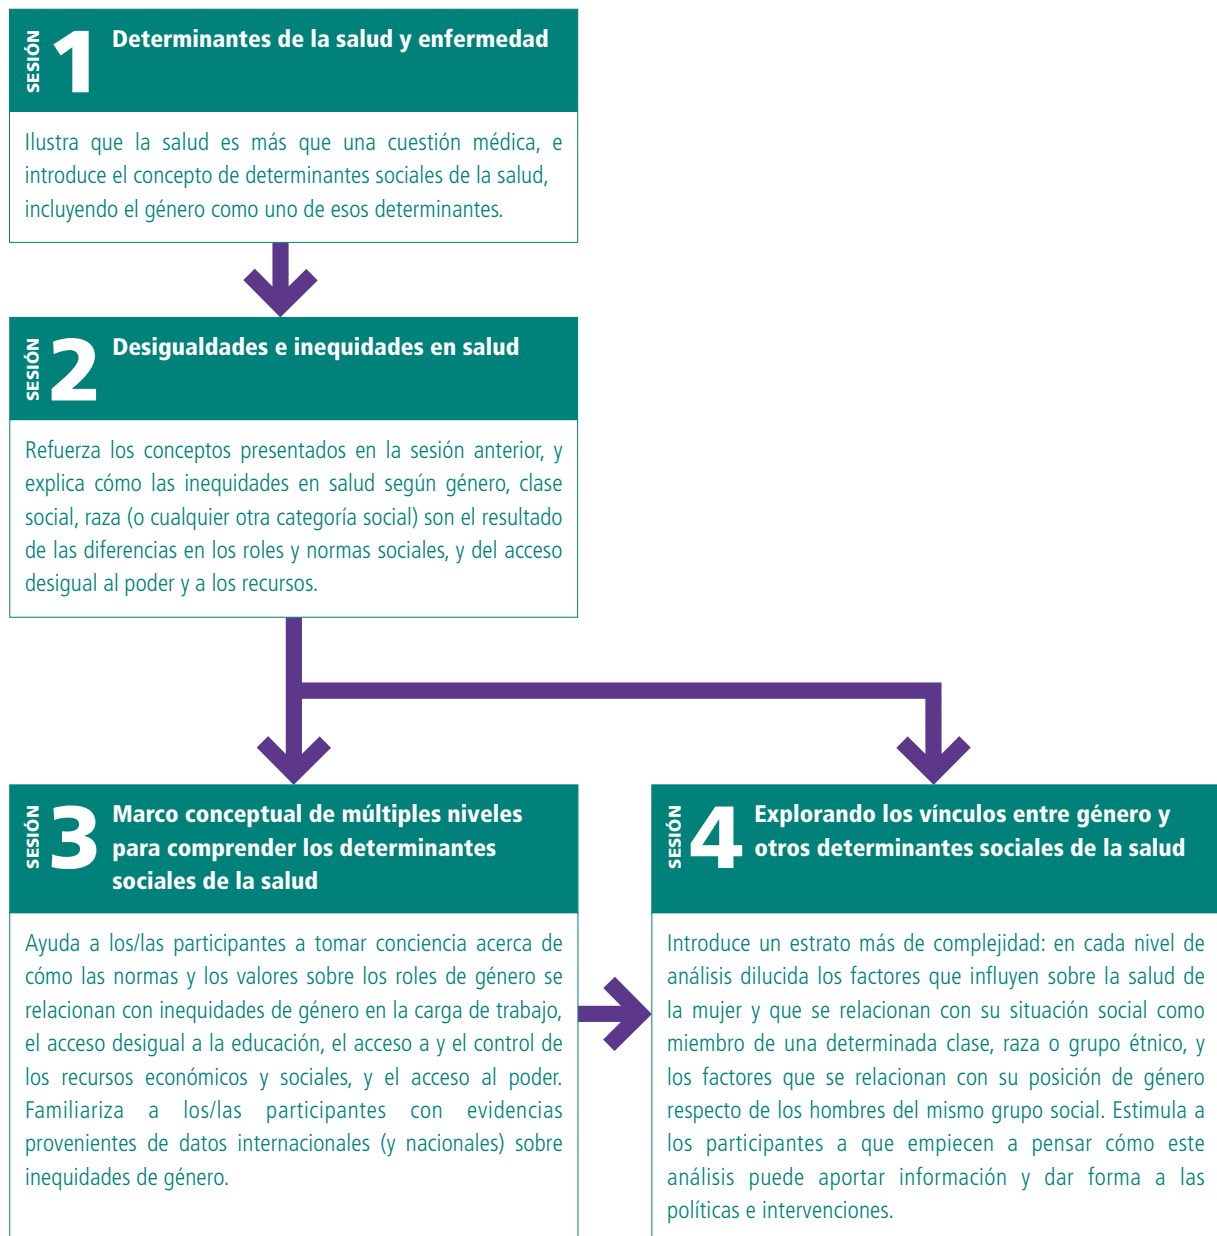 SESIÓN 1 Determinantes de la salud y enfermedad
Ilustra que la salud es más que una cuestión médica, e
introduce el concepto de determinantes sociales de la salud,
incluyendo el género como uno de esos determinantes.
SESIÓN 2 Desigualdades e inequidades en salud
Refuerza los conceptos presentados en la sesión anterior, y
explica cómo las inequidades en salud según género, clase
social, raza (o cualquier otra categoría social) son el resultado
de las diferencias en los roles y normas sociales, y del acceso
desigual al poder y a los recursos.
SESIÓN 3 Marco conceptual de múltiples niveles
para comprender los determinantes
sociales de la salud
Ayuda a los/las participantes a tomar conciencia acerca de
cómo las normas y los valores sobre los roles de género se
relacionan con inequidades de género en la carga de trabajo,
el acceso desigual a la educación, el acceso a y el control de
los recursos económicos y sociales, y el acceso al poder.
Familiariza a los/las participantes con evidencias
provenientes de datos internacionales (y nacionales) sobre
inequidades de género.
SESIÓN 4 Explorando los vínculos entre género y
otros determinantes sociales de la salud
Introduce un estrato más de complejidad: en cada nivel de
análisis dilucida los factores que influyen sobre la salud de
la mujer y que se relacionan con su situación social como
miembro de una determinada clase, raza o grupo étnico, y
los factores que se relacionan con su posición de género
respecto de los hombres del mismo grupo social. Estimula a
los participantes a que empiecen a pensar cómo este
análisis puede aportar información y dar forma a las
políticas e intervenciones.